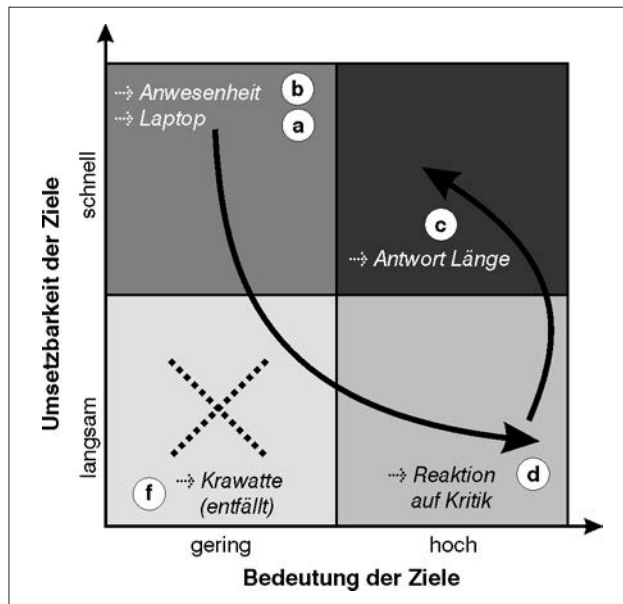 Umsetzbarkeit der Ziele
schnell
langsam
⇢ Anwesenheit b
⇢ Laptop a
c
⇢ Antwort Länge
f ⇢ Krawatte
(entfällt)
⇢ Reaktion d
auf Kritik
gering hoch
Bedeutung der Ziele